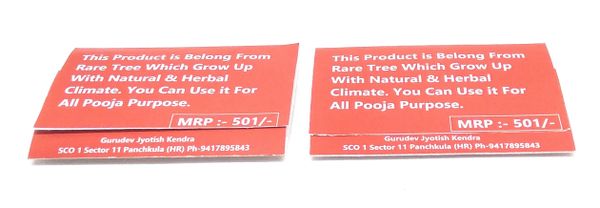 This Product is Belong From
Rare Tree Which Grow Up
With Natural & Herbal
Climate. You Can Use it For
All Pooja Purpose.
MRP :- 501/-
Gurudev Jyotish Kendra
SCO 1 Sector 11 Panchkula (HR) Ph-9417895843
This Product is Belong From
Rare Tree Which Grow Up
With Natural & Herbal
Climate. You Can Use it For
All Pooja Purpose.
MRP :- 501/-
Gurudev Jyotish Kendra
SCO 1 Sector 11 Panchkula (HR) Ph-9417895843